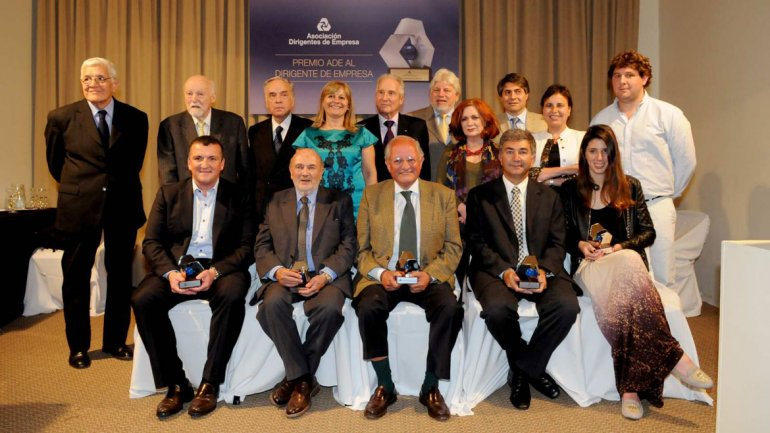 Asociación
Dirigentes de Empresa
PREMIO ADE AL
DIRIGENTE DE EMPRESA